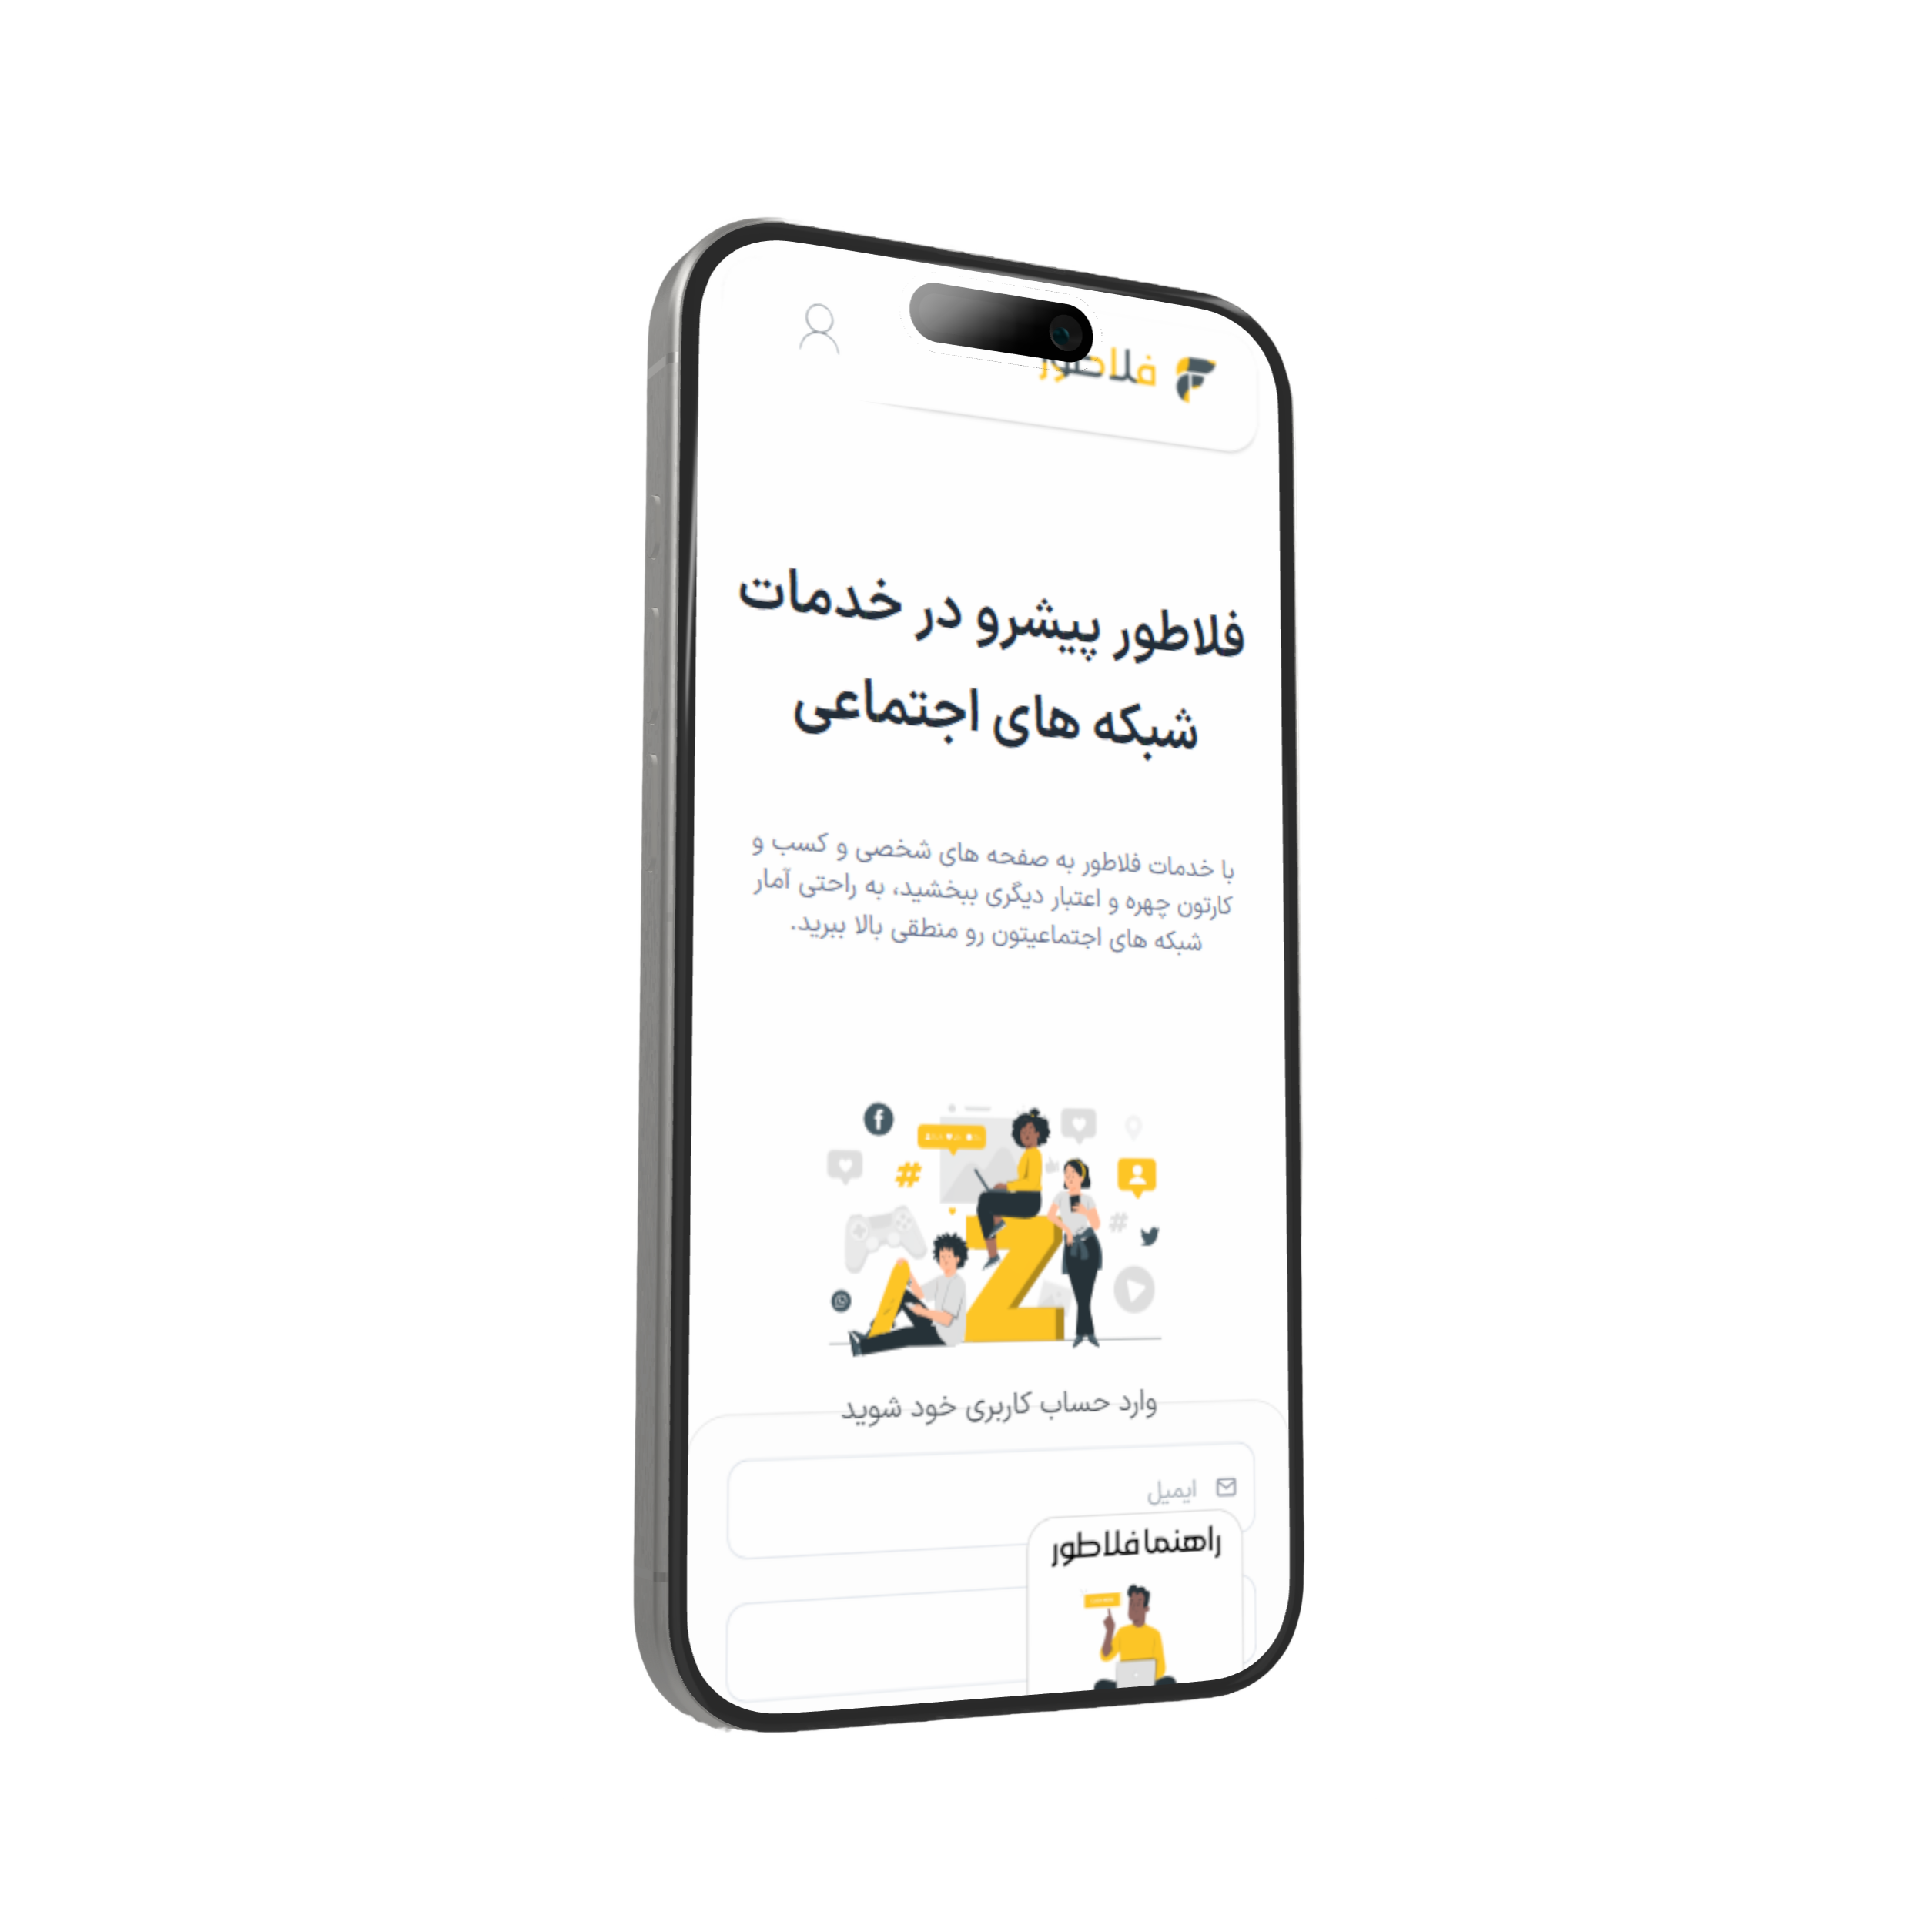 فلاطور
فلاطور پیشرو در خدمات
شبکه های اجتماعی
با خدمات فلاطور به صفحه های شخصی و کسب و
کارتون چهره و اعتبار دیگری ببخشید، به راحتی آمار
شبکه های اجتماعیتون رو منطقی بالا ببرید.
وارد حساب کاربری خود شوید
ایمیل
راهنما فلاطور